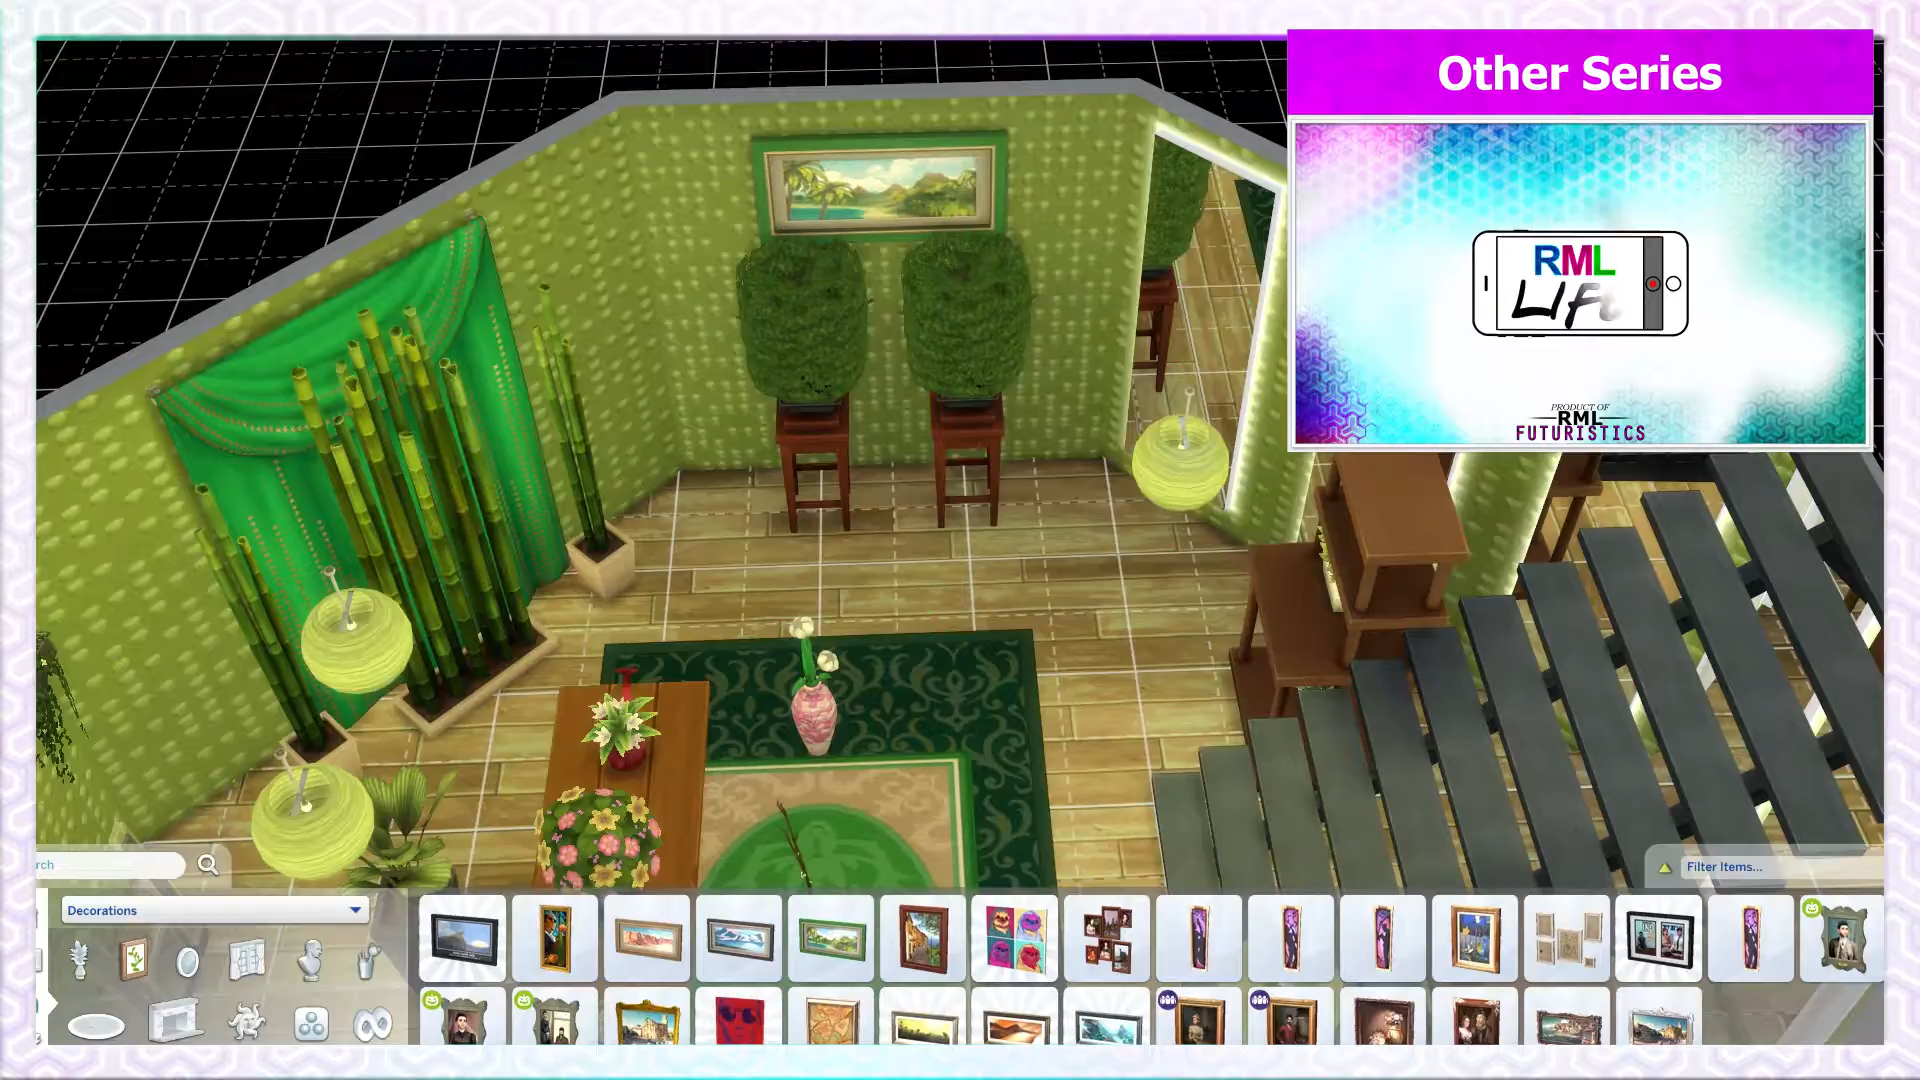 Other Series
RML
LIFE
PRODUCT OF
RML
FUTURISTICS
rch
Filter Items...
Decorations